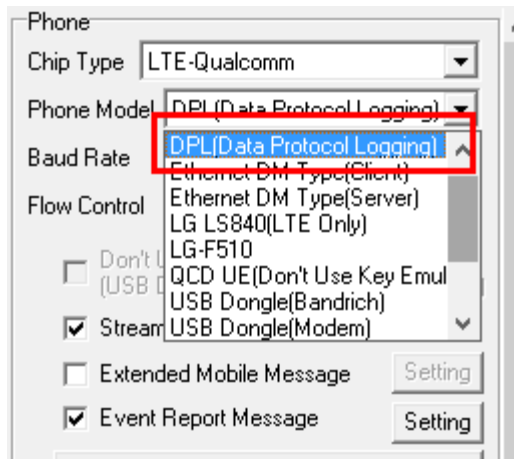 Phone
Chip Type LTE-Qualcomm
Phone Model DPL(Data Protocol Logging)
DPL(Data Protocol Logging)
Baud Rate
Ethernet DM Type(Client)
Ethernet DM Type(Server)
Flow Control
LG LS840(LTE Only)
LG-F510
Don't
QCD UE(Don't Use Key Emul
(USB
USB Dongle(Bandrich)
Stream
USB Dongle(Modem)
Extended Mobile Message Setting
Event Report Message Setting